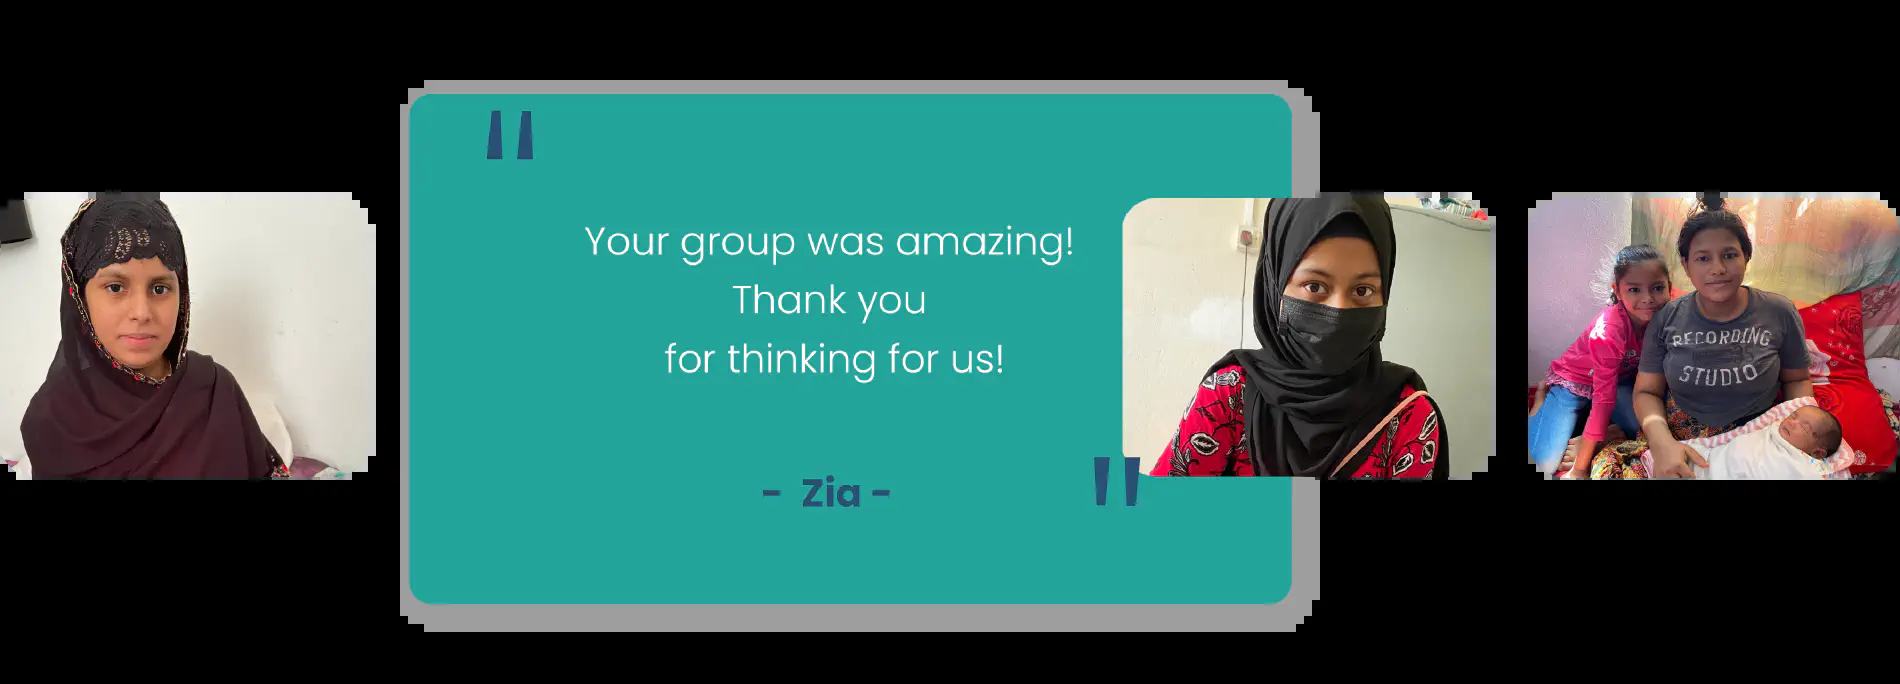 "
Your group was amazing!
Thank you
for thinking for us!
- Zia -
"
RECORDING
STUDIO